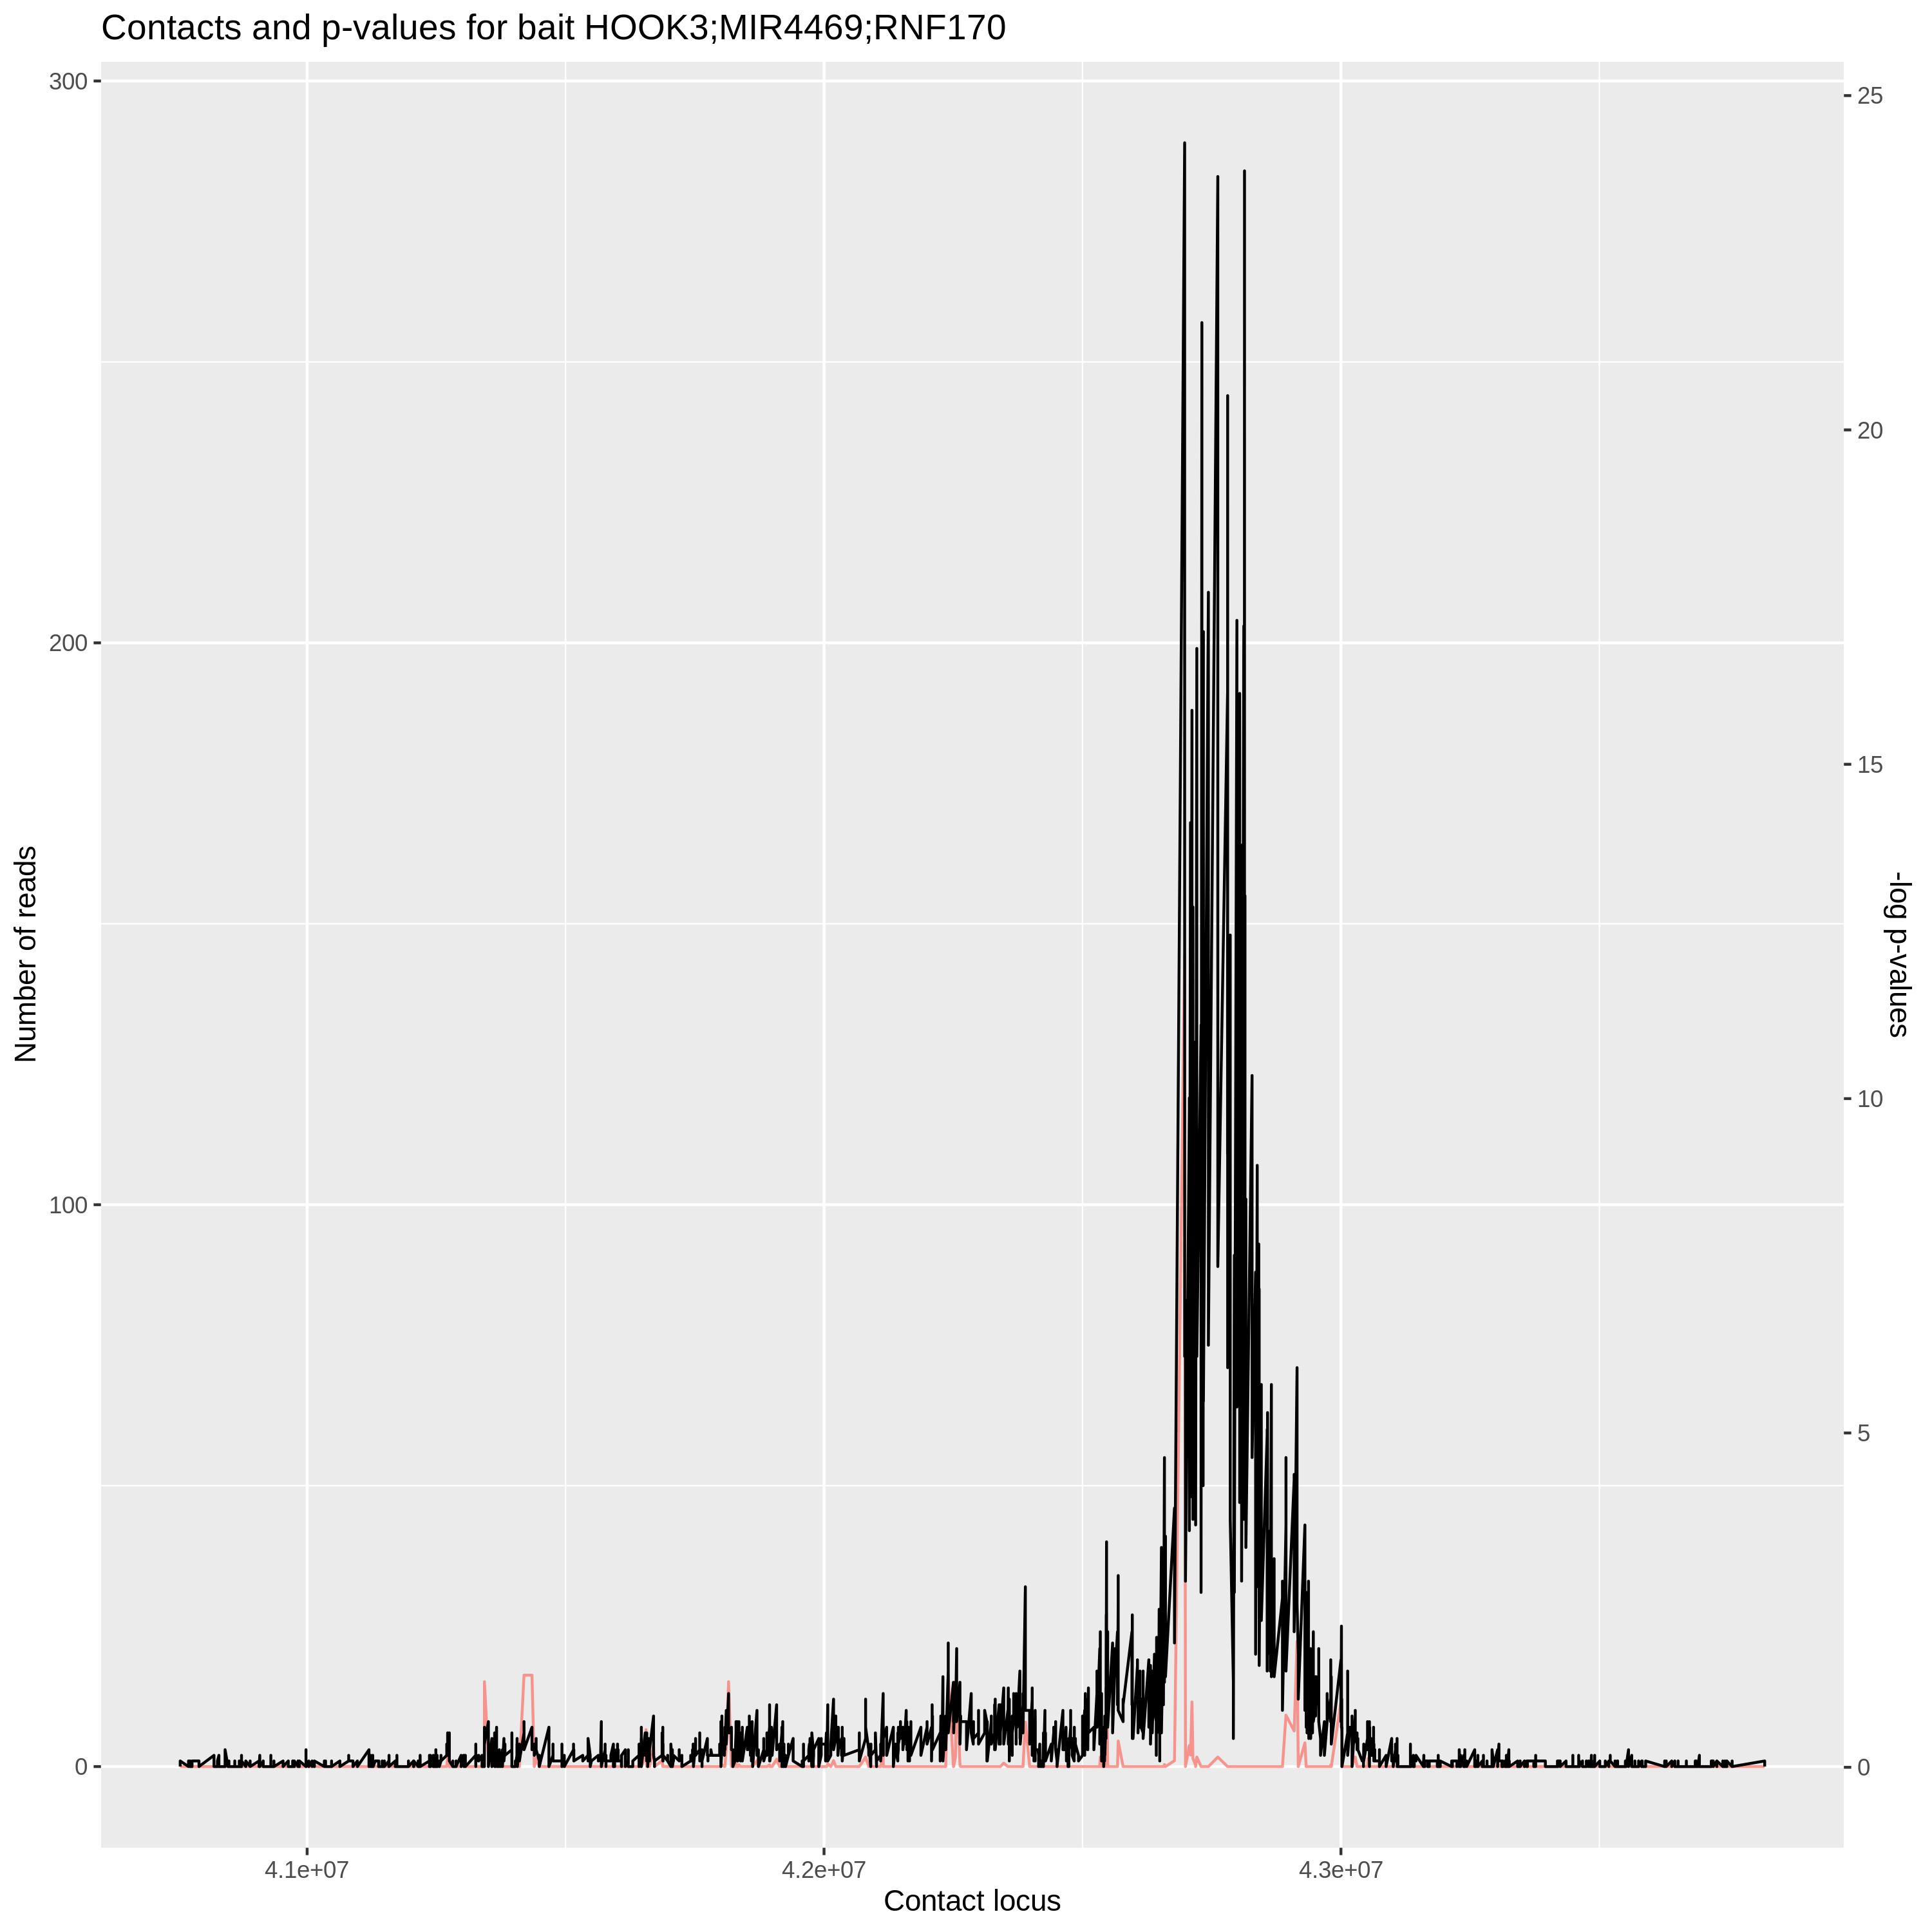 Contacts and p-values for bait HOOK3;MIR4469;RNF170
300
200
100
0
Number of reads
25
20
15
10
5
0
-log p-values
4.1e+07
4.2e+07
4.3e+07
Contact locus